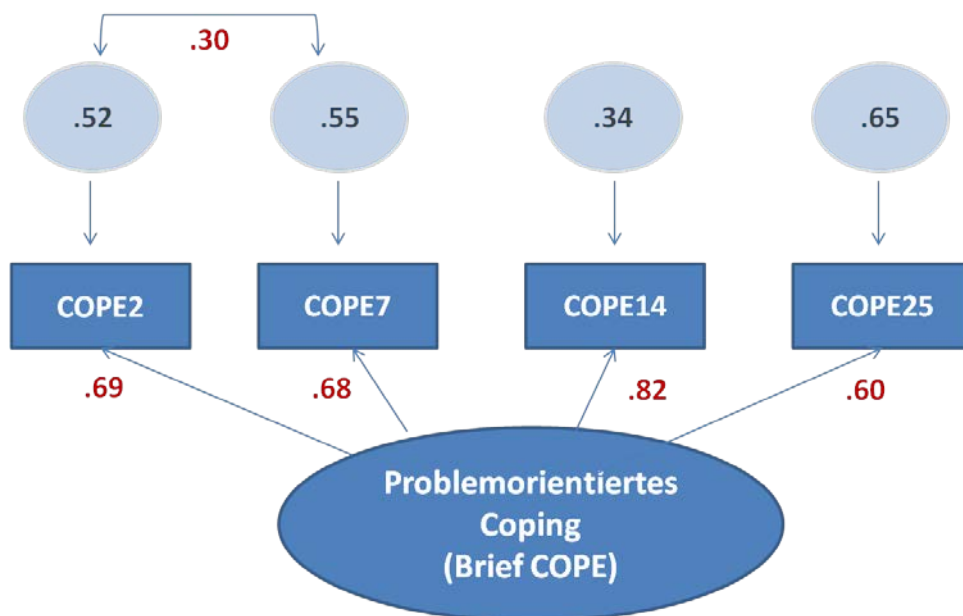 .30
.52
.55
.34
.65
COPE2
COPE7
COPE14
COPE25
.69
.68
.82
.60
Problemorientiertes
Coping
(Brief COPE)